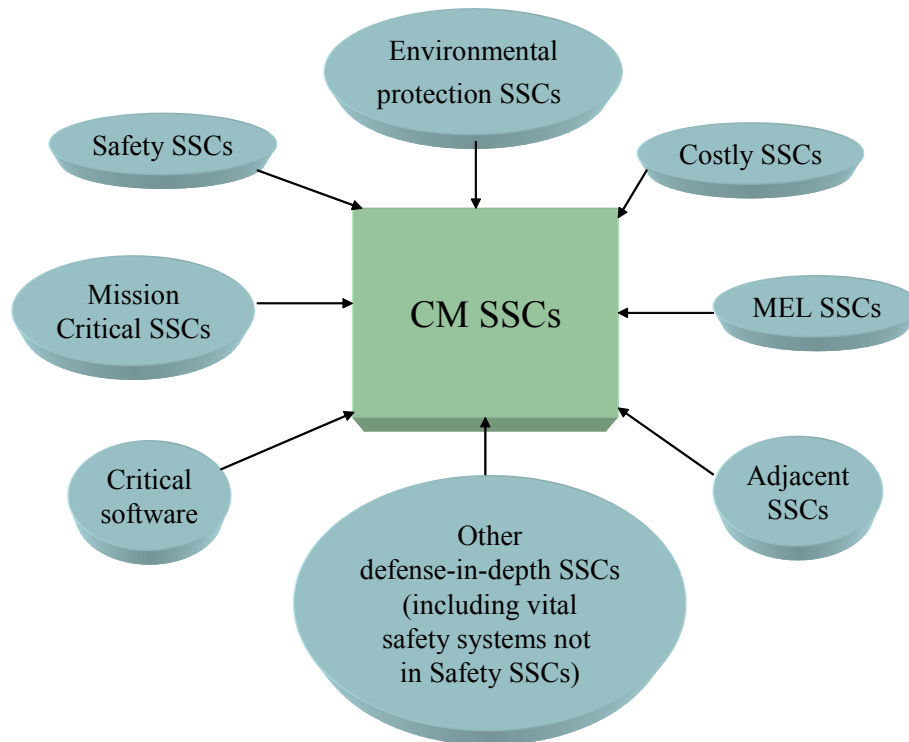 Environmental
protection SSCs
Safety SSCs
Costly SSCs
Mission
Critical SSCs
CM SSCs
MEL SSCs
Critical
software
Other
defense-in-depth SSCs
(including vital
safety systems not
in Safety SSCs)
Adjacent
SSCs